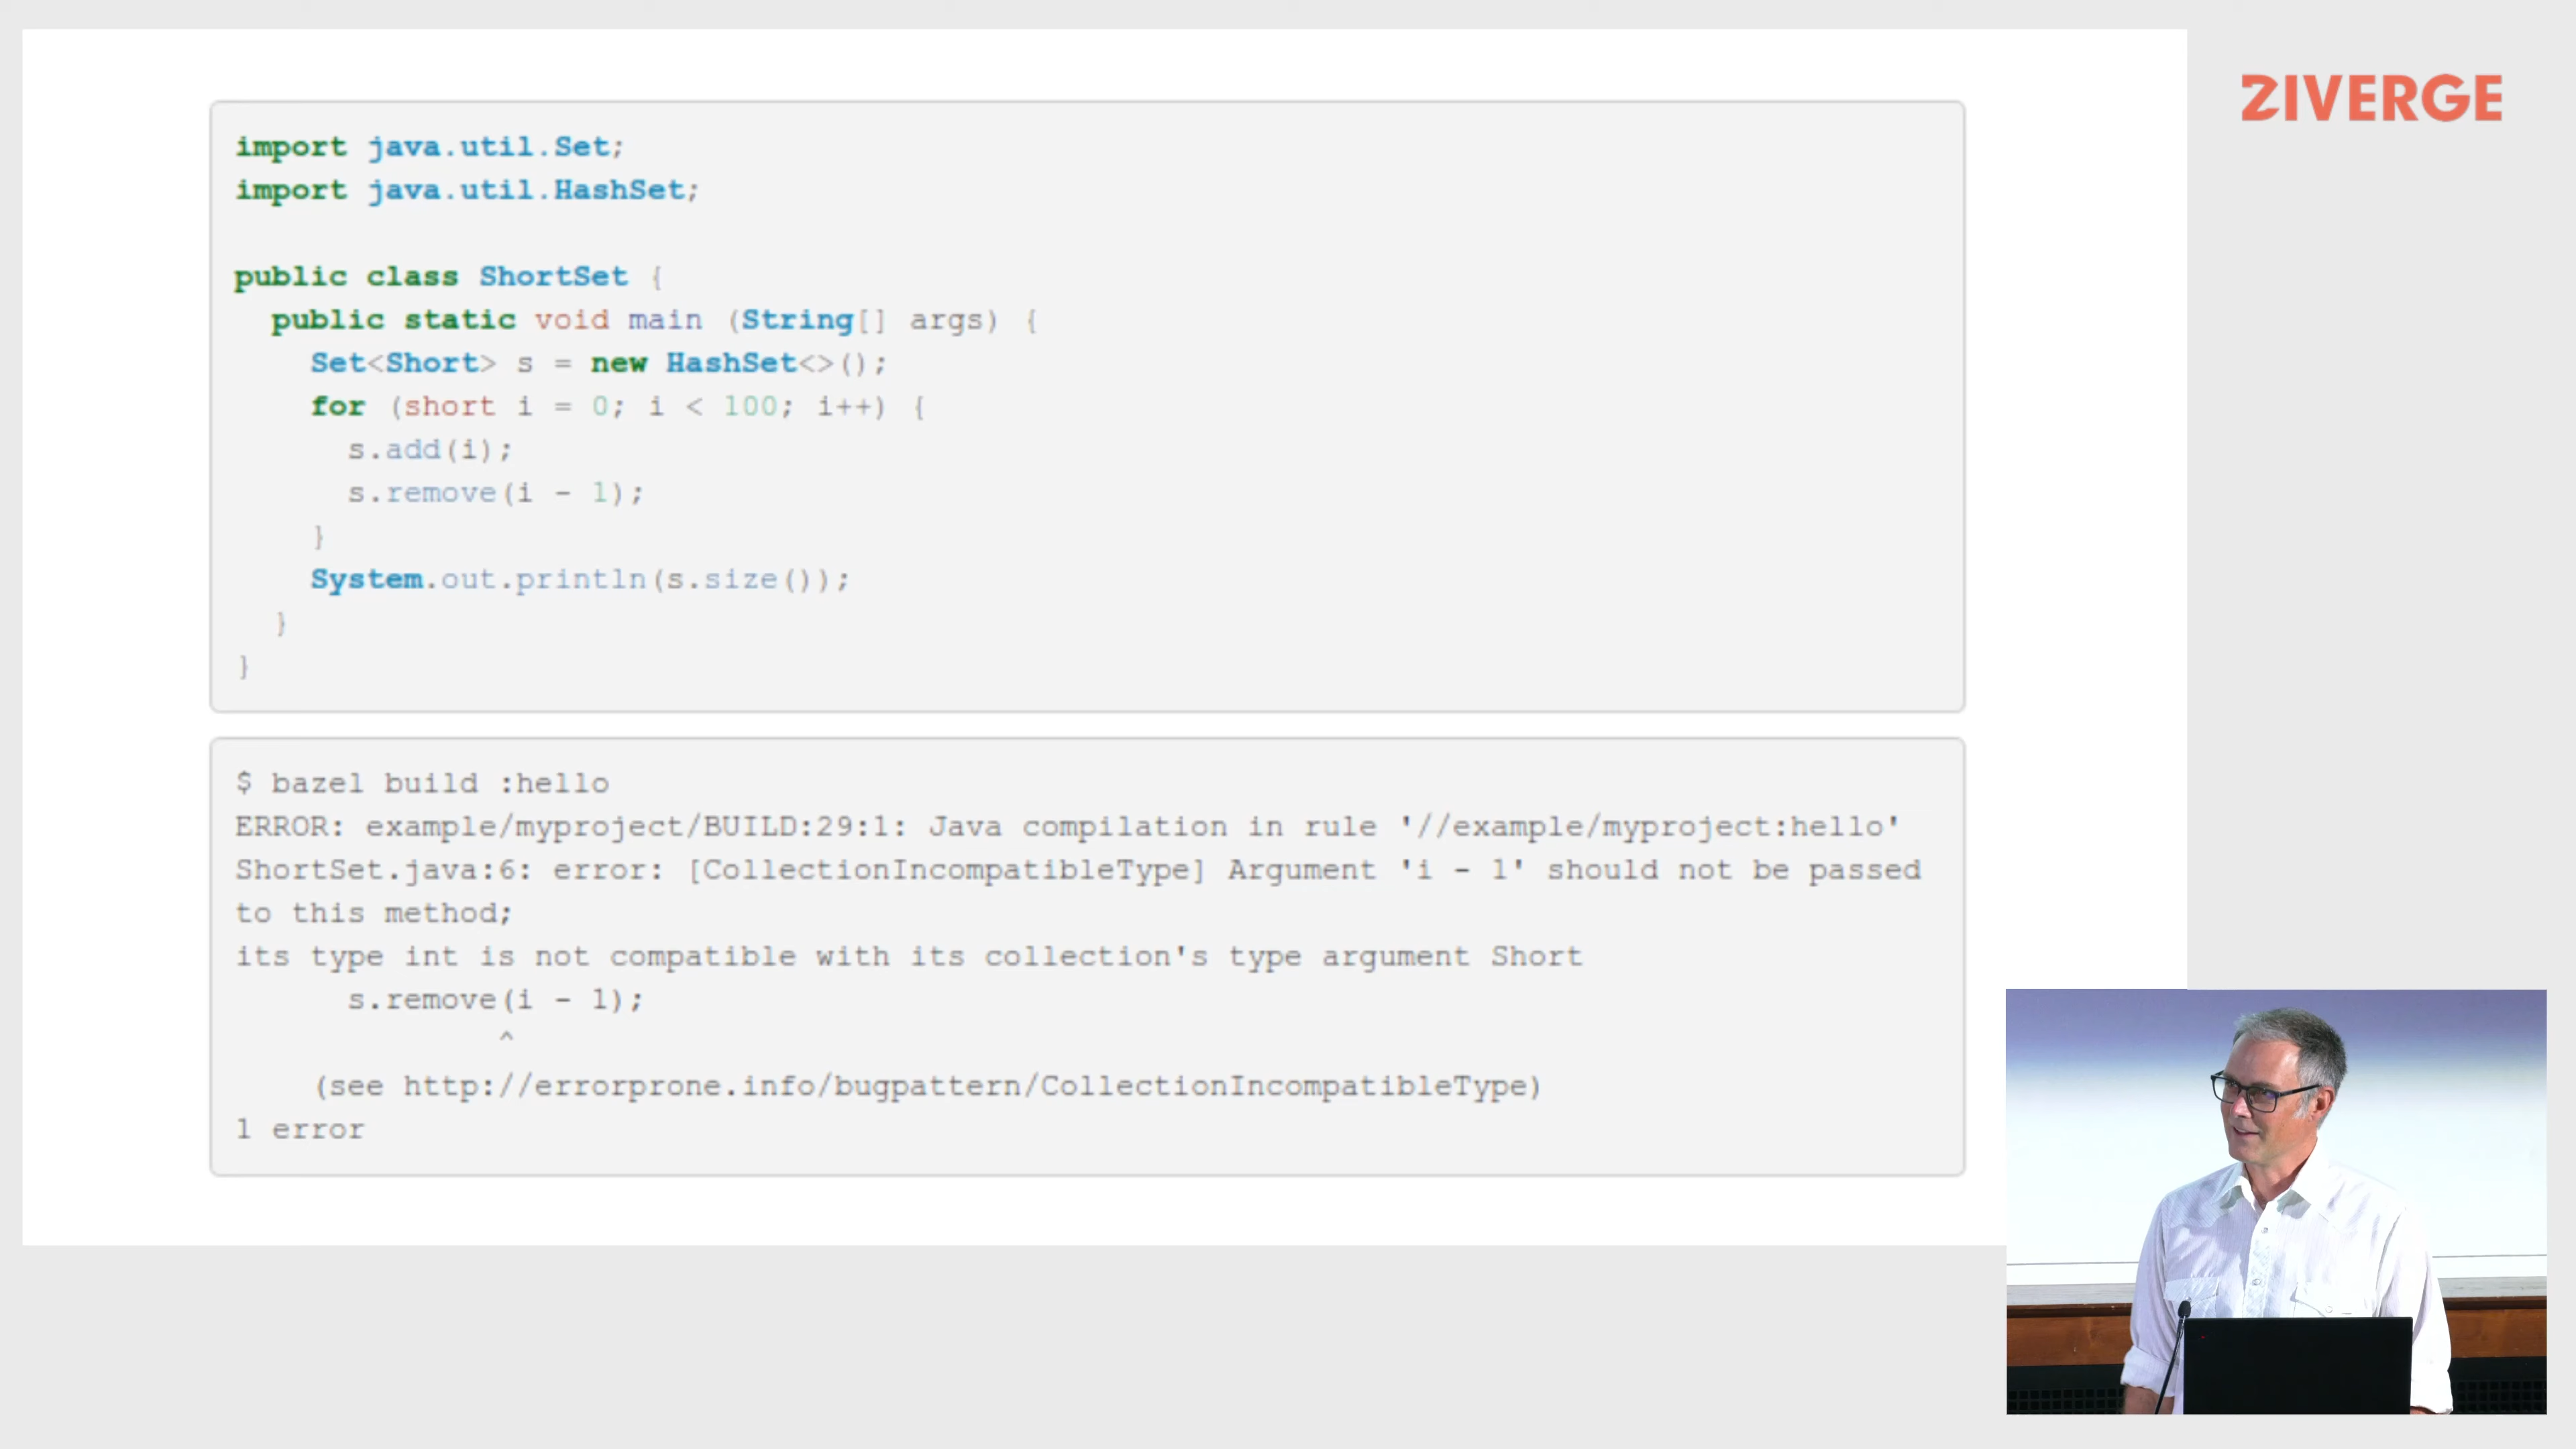 ZIVERGE
import java.util.Set;
import java.util.HashSet;
public class ShortSet {
public static void main (String[] args) {
Set<Short> s = new HashSet<>();
for (short i = 0; i < 100; i++) {
s.add(i);
s.remove(i - 1);
}
System.out.println(s.size());
}
}
$ bazel build :hello
ERROR: example/myproject/BUILD:29:1: Java compilation in rule '//example/myproject:hello'
ShortSet.java:6: error: [CollectionIncompatibleType] Argument 'i - 1' should not be passed
to this method;
its type int is not compatible with its collection's type argument Short
s.remove(i - 1);
^
(see http://errorprone.info/bugpattern/CollectionIncompatibleType)
1 error